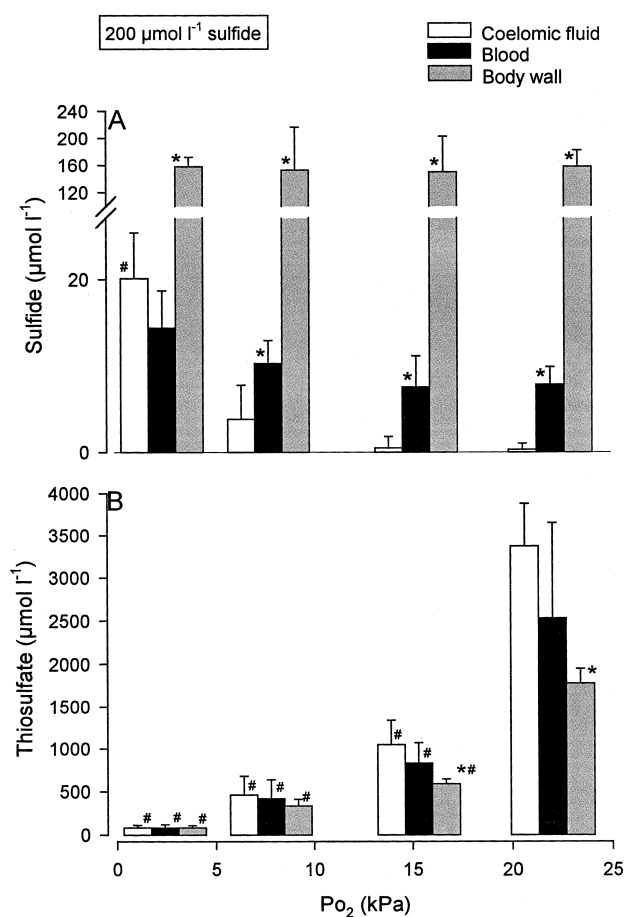 200 µmol l⁻¹ sulfide
Coelomic fluid
Blood
Body wall
A
240
200
160
120
20
0
Sulfide (µmol l⁻¹)
* * * *
# * * *
B
4000
3500
3000
2500
2000
1500
1000
500
0
Thiosulfate (µmol l⁻¹)
*
# # *#
# # #
# # #
0 5 10 15 20 25
Po₂ (kPa)